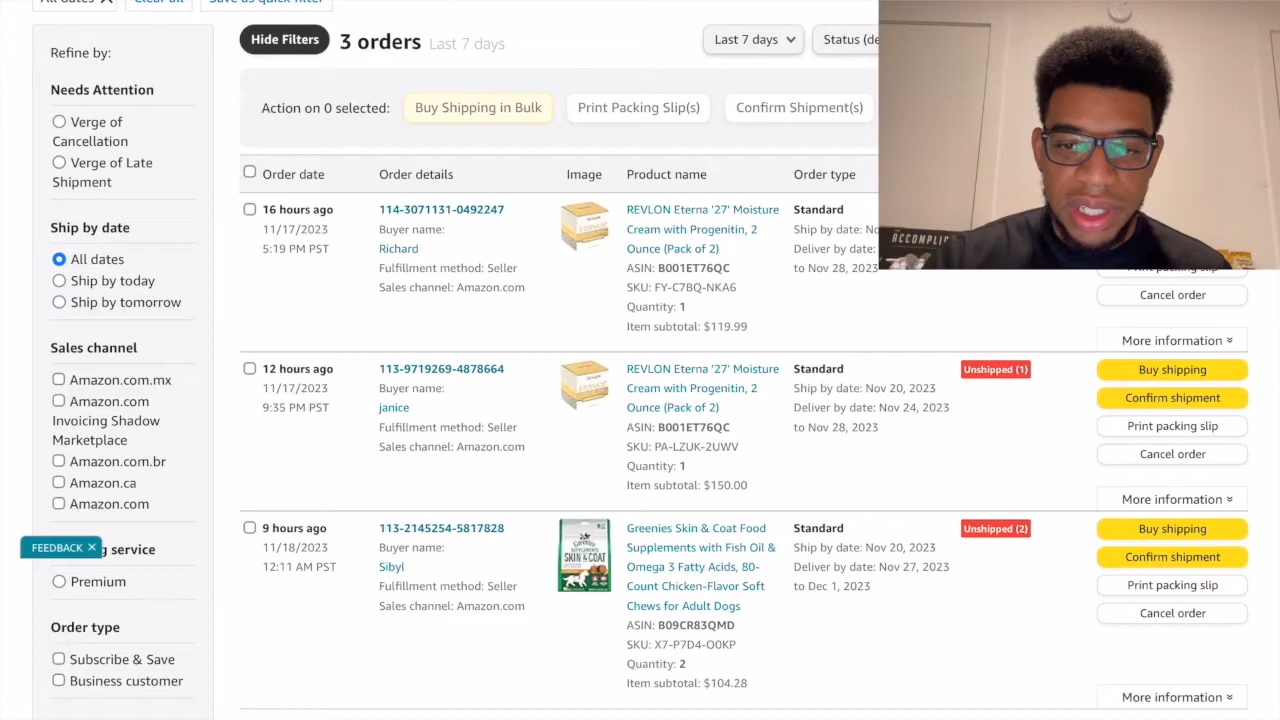 All dates ✕ Clear all Save as quick filter
Refine by:
Needs Attention
Verge of
Cancellation
Verge of Late
Shipment
Ship by date
All dates
Ship by today
Ship by tomorrow
Sales channel
Amazon.com.mx
Amazon.com
Invoicing Shadow
Marketplace
Amazon.com.br
Amazon.ca
Amazon.com
FEEDBACK ✕
service
Premium
Order type
Subscribe & Save
Business customer
Hide Filters 3 orders Last 7 days Last 7 days Status (de
Action on 0 selected: Buy Shipping in Bulk Print Packing Slip(s) Confirm Shipment(s)
Order date Order details Image Product name Order type
16 hours ago
11/17/2023
5:19 PM PST
114-3071131-0492247
Buyer name:
Richard
Fulfillment method: Seller
Sales channel: Amazon.com
REVLON Eterna '27' Moisture
Cream with Progenitin, 2
Ounce (Pack of 2)
ASIN: B001ET76QC
SKU: FY-C7BQ-NKA6
Quantity: 1
Item subtotal: $119.99
Standard
Ship by date: No
Deliver by date:
to Nov 28, 2023
ACCOMPLIS
Print packing slip
Cancel order
More information
12 hours ago
11/17/2023
9:35 PM PST
113-9719269-4878664
Buyer name:
janice
Fulfillment method: Seller
Sales channel: Amazon.com
REVLON Eterna '27' Moisture
Cream with Progenitin, 2
Ounce (Pack of 2)
ASIN: B001ET76QC
SKU: PA-LZUK-2UWV
Quantity: 1
Item subtotal: $150.00
Standard
Ship by date: Nov 20, 2023
Deliver by date: Nov 24, 2023
to Nov 28, 2023
Unshipped (1)
Buy shipping
Confirm shipment
Print packing slip
Cancel order
More information
9 hours ago
11/18/2023
12:11 AM PST
113-2145254-5817828
Buyer name:
Sibyl
Fulfillment method: Seller
Sales channel: Amazon.com
Greenies
SUPPLEMENTS
SKIN & COAT
Greenies Skin & Coat Food
Supplements with Fish Oil &
Omega 3 Fatty Acids, 80-
Count Chicken-Flavor Soft
Chews for Adult Dogs
ASIN: B09CR83QMD
SKU: X7-P7D4-O0KP
Quantity: 2
Item subtotal: $104.28
Standard
Ship by date: Nov 20, 2023
Deliver by date: Nov 27, 2023
to Dec 1, 2023
Unshipped (2)
Buy shipping
Confirm shipment
Print packing slip
Cancel order
More information